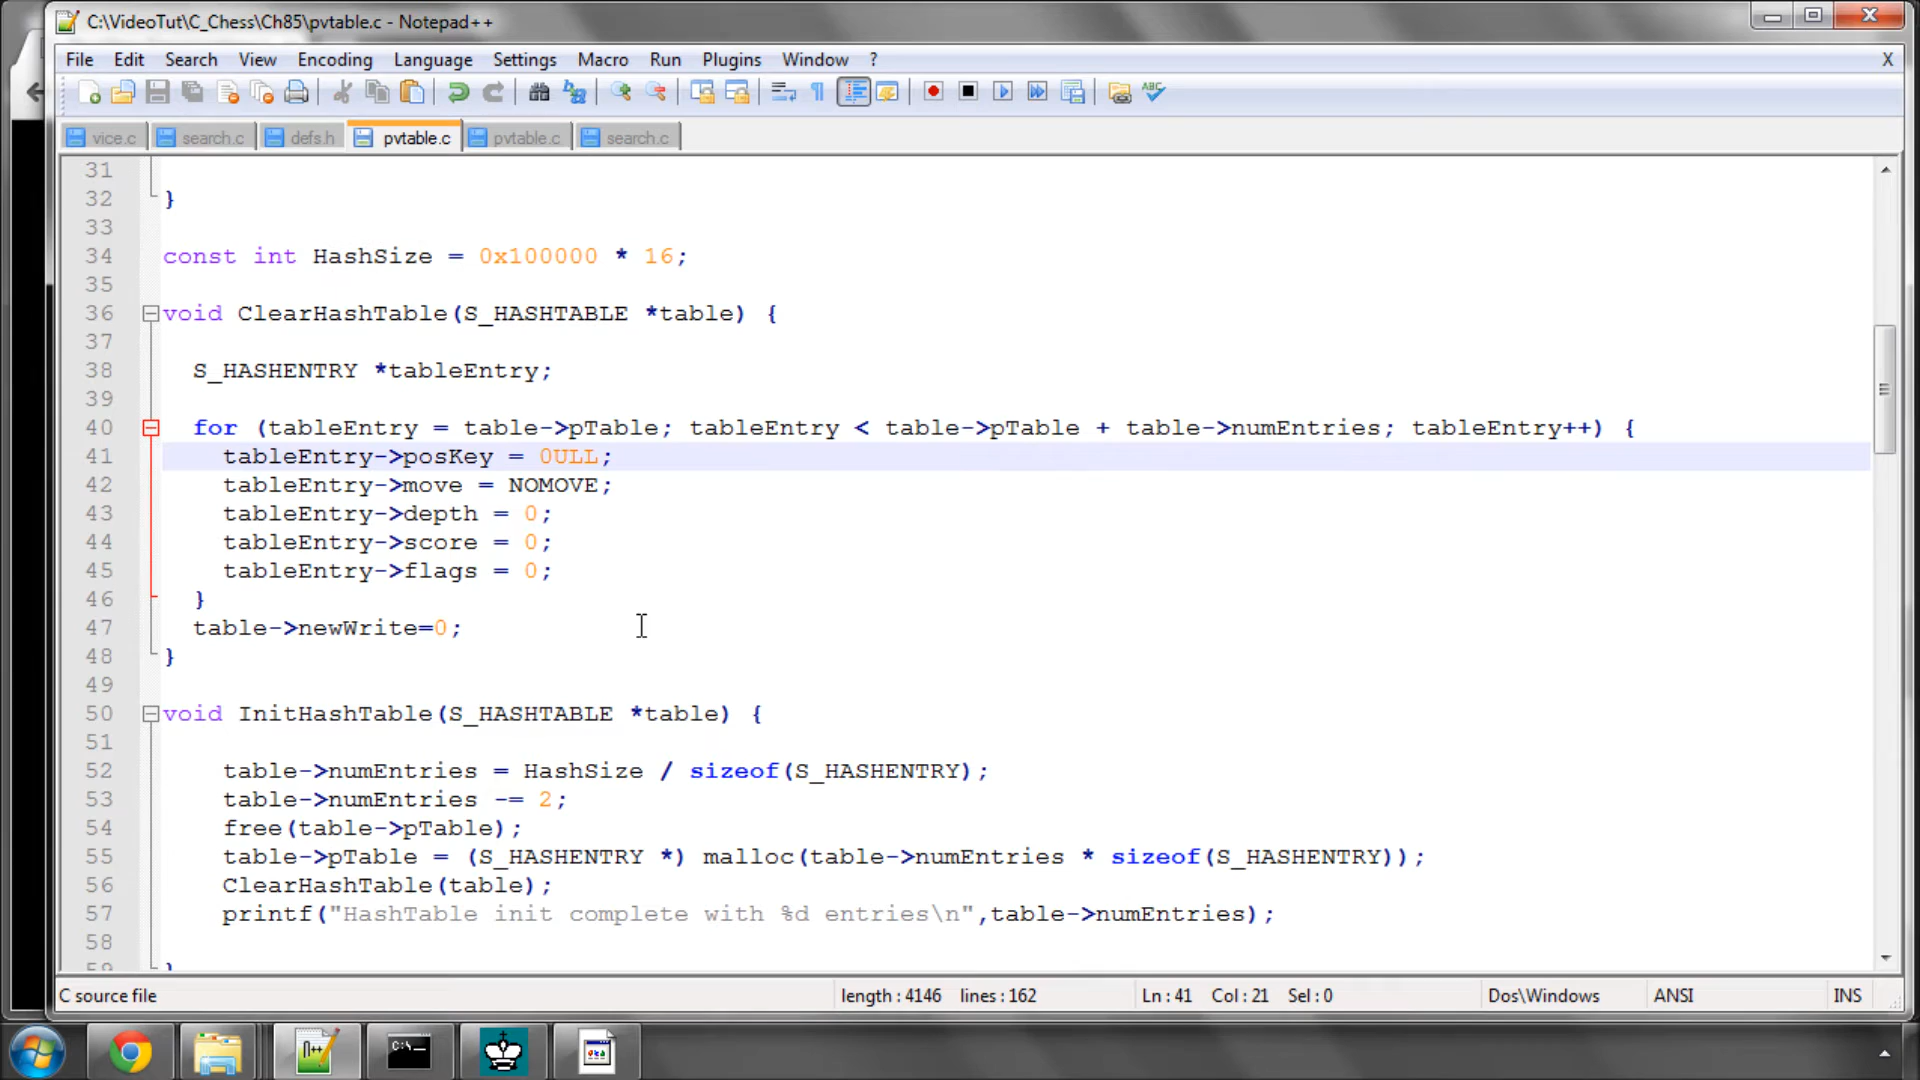 C:\VideoTut\C_Chess\Ch85\pvtable.c - Notepad++
File Edit Search View Encoding Language Settings Macro Run Plugins Window ? X
vice.c search.c defs.h pvtable.c pvtable.c search.c
31
32 }
33
34 const int HashSize = 0x100000 * 16;
35
36 void ClearHashTable(S_HASHTABLE *table) {
37
38 S_HASHENTRY *tableEntry;
39
40 for (tableEntry = table->pTable; tableEntry < table->pTable + table->numEntries; tableEntry++) {
41 tableEntry->posKey = 0ULL;
42 tableEntry->move = NOMOVE;
43 tableEntry->depth = 0;
44 tableEntry->score = 0;
45 tableEntry->flags = 0;
46 }
47 table->newWrite=0;
48 }
49
50 void InitHashTable(S_HASHTABLE *table) {
51
52 table->numEntries = HashSize / sizeof(S_HASHENTRY);
53 table->numEntries -= 2;
54 free(table->pTable);
55 table->pTable = (S_HASHENTRY *) malloc(table->numEntries * sizeof(S_HASHENTRY));
56 ClearHashTable(table);
57 printf("HashTable init complete with %d entries\n",table->numEntries);
58
59 }
C source file length : 4146 lines : 162 Ln : 41 Col : 21 Sel : 0 Dos\Windows ANSI INS